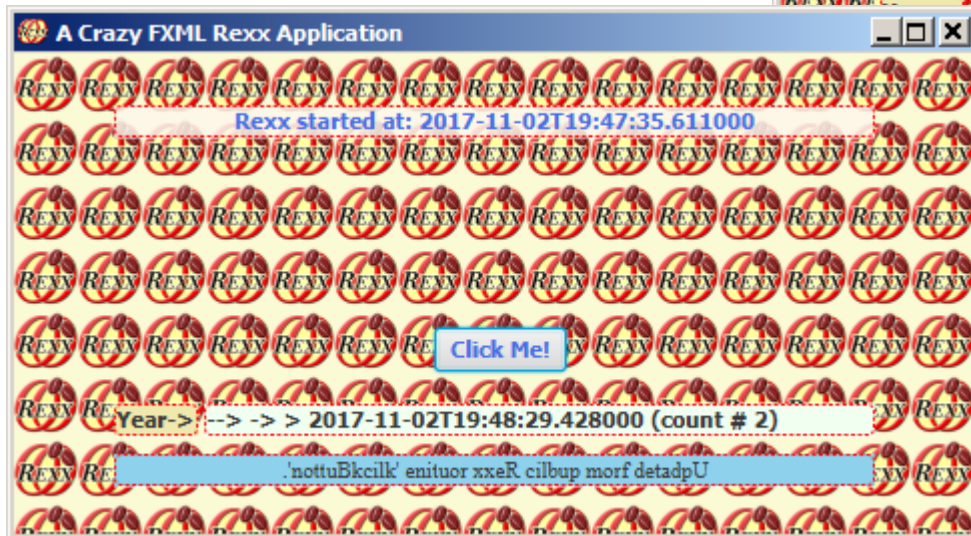 A Crazy FXML Rexx Application
REXX
Rexx started at: 2017-11-02T19:47:35.611000
Click Me!
Year-> --> -> > 2017-11-02T19:48:29.428000 (count # 2)
.'nottuBkcilk' enituor xxeR cilbup morf detadpU